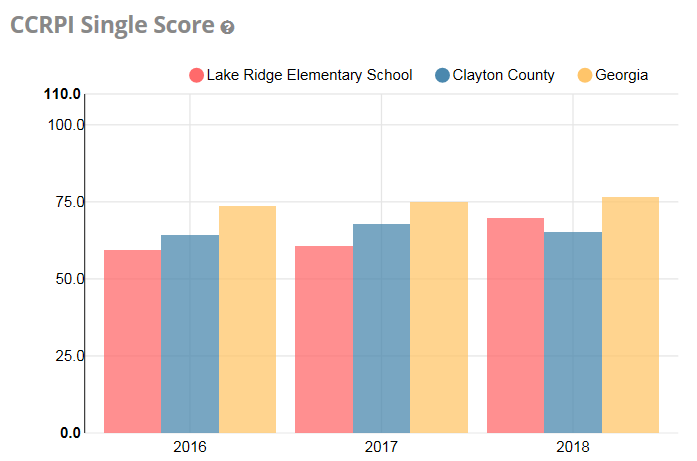 CCRPI Single Score ?
Lake Ridge Elementary School Clayton County Georgia
110.0
100.0
75.0
50.0
25.0
0.0
2016 2017 2018